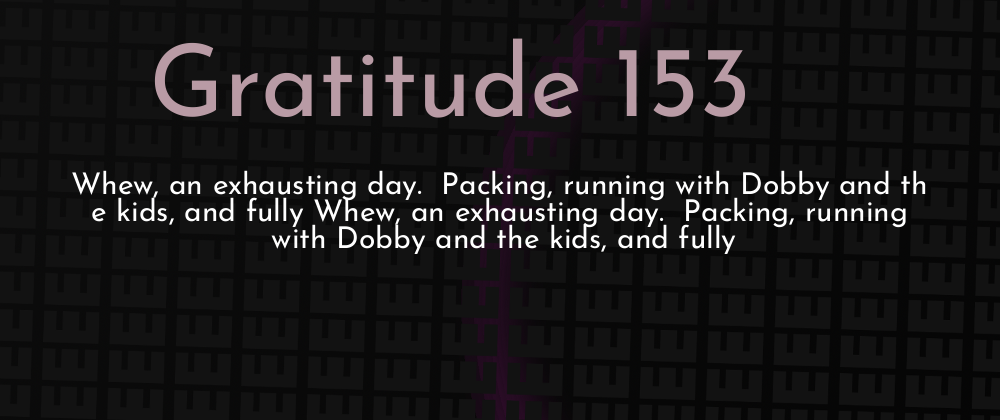 Gratitude 153
Whew, an exhausting day.  Packing, running with Dobby and th
e kids, and fully Whew, an exhausting day.  Packing, running
with Dobby and the kids, and fully